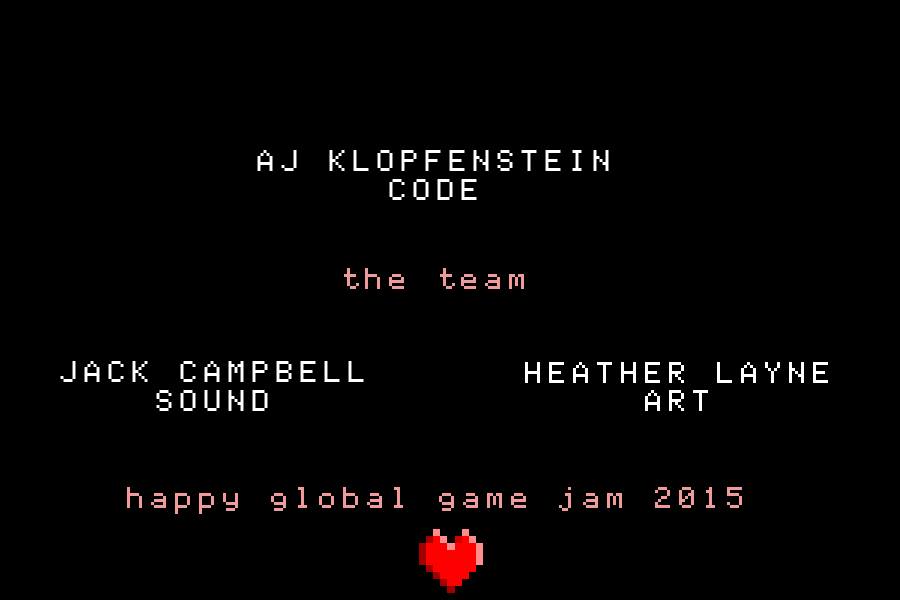 AJ KLOPFENSTEIN
CODE
the team
JACK CAMPBELL
SOUND
HEATHER LAYNE
ART
happy global game jam 2015